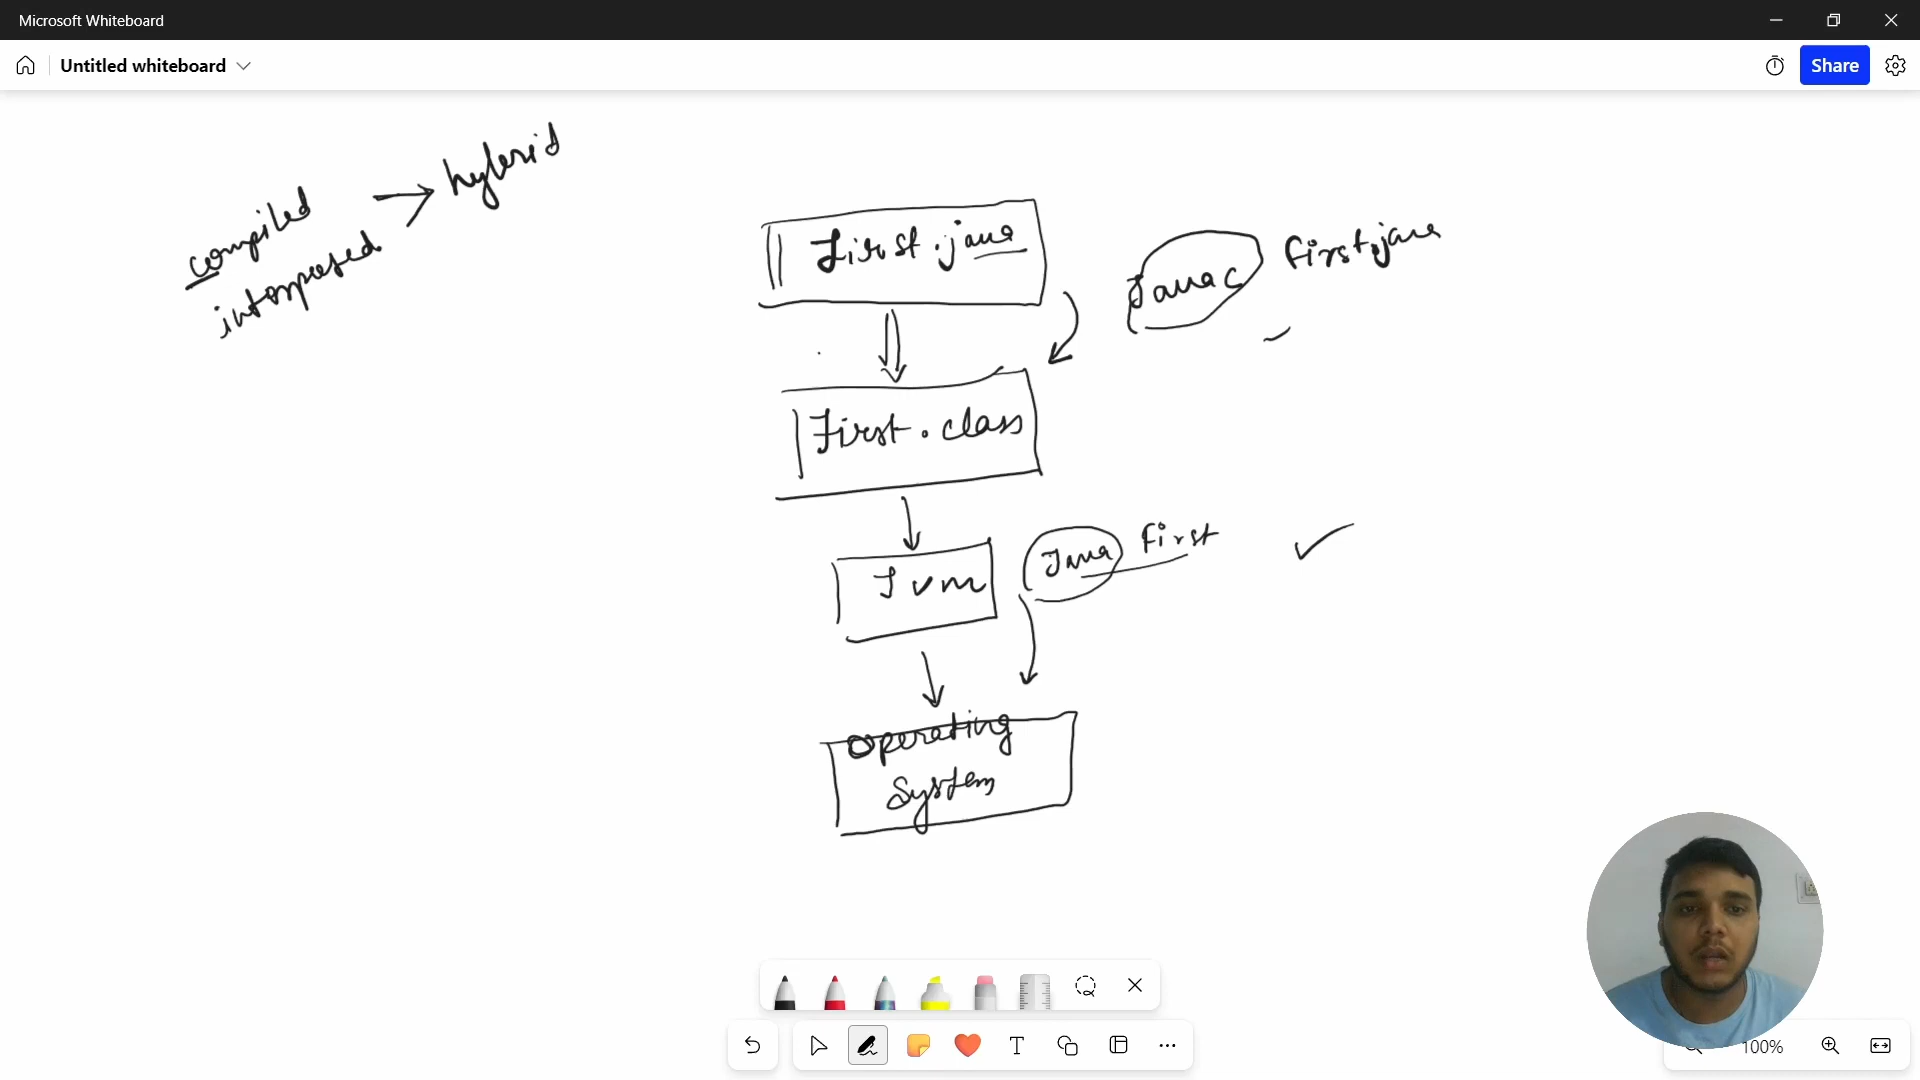 Microsoft Whiteboard
Untitled whiteboard
Share
compiled
interpreted
hybrid
First.java
Javac First.java
First.class
Jvm
Java First
Operating
System
100%